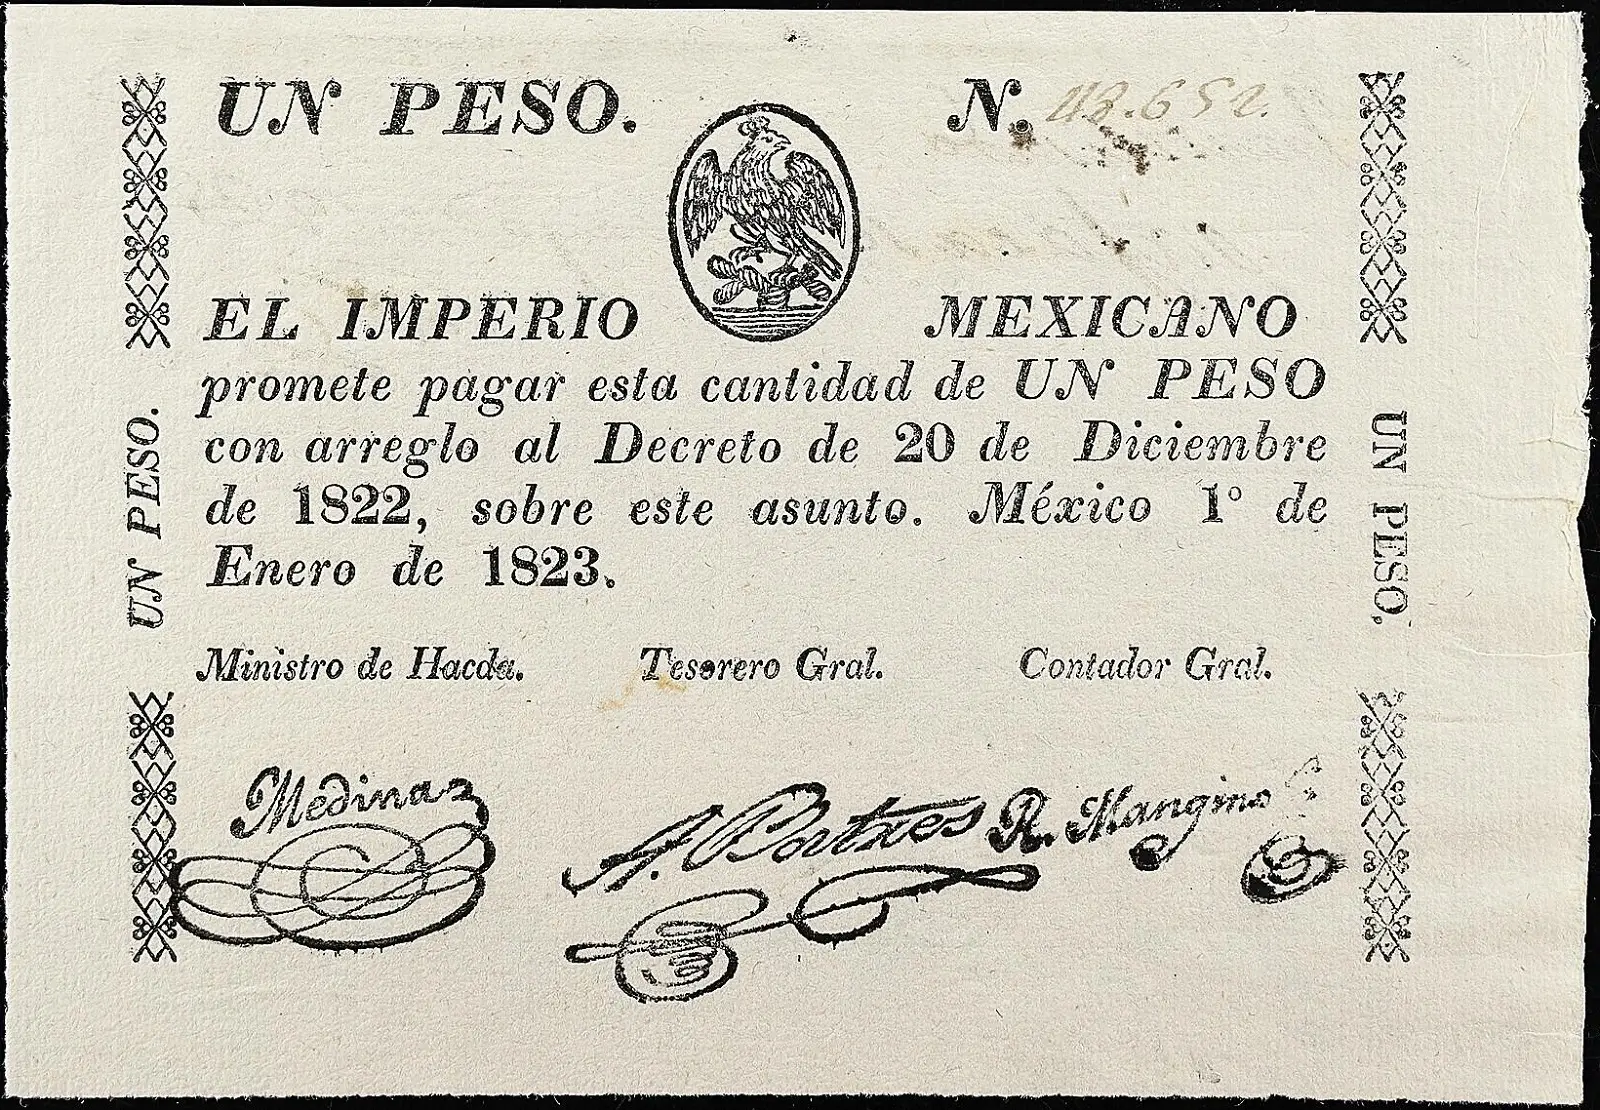 UN PESO. N. 113.652.
EL IMPERIO MEXICANO
promete pagar esta cantidad de UN PESO
con arreglo al Decreto de 20 de Diciembre
de 1822, sobre este asunto. México 1° de
Enero de 1823.
UN PESO.
UN PESO,
Ministro de Hacda. Tesorero Gral. Contador Gral.
Medina A. Batres R. Mangino